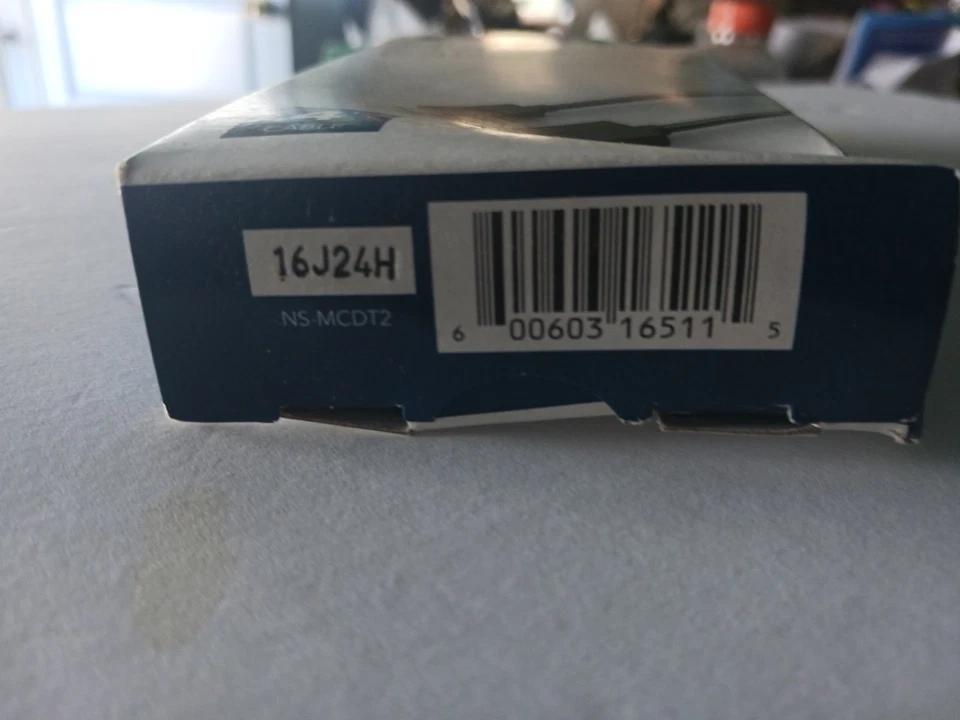 CABLE
16J24H
NS-MCDT2
6 00603 16511 5